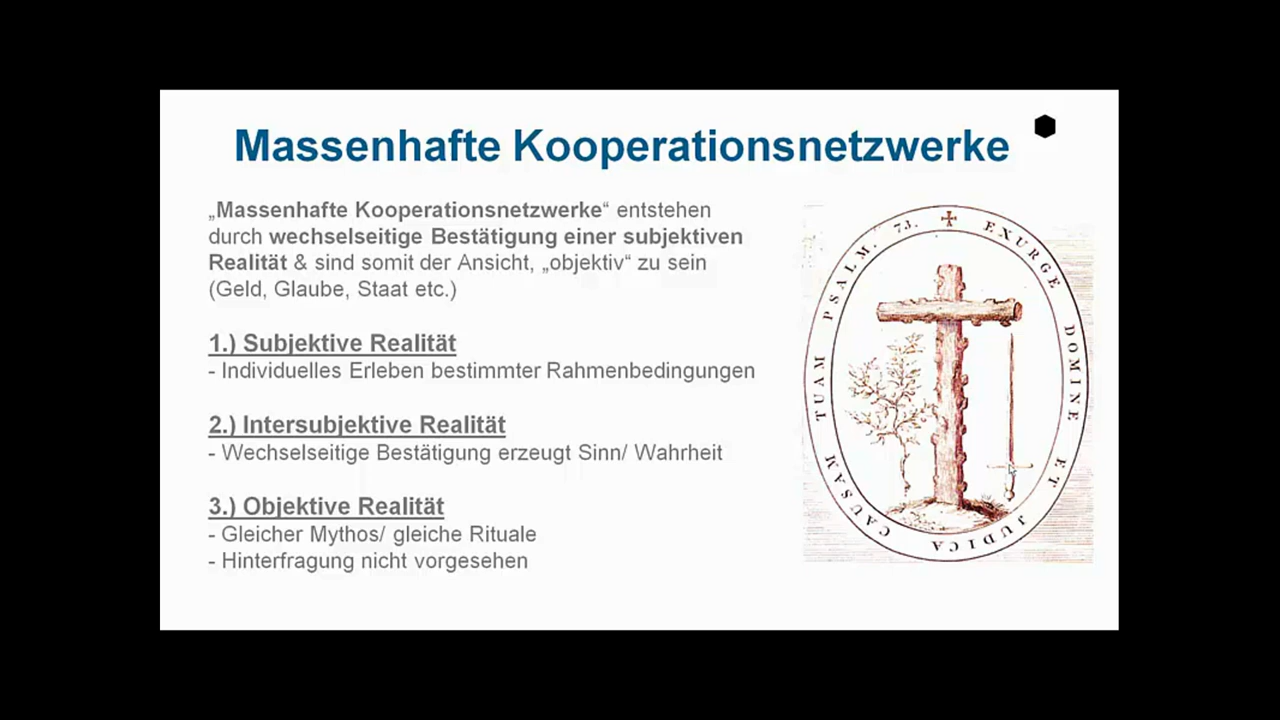 Massenhafte Kooperationsnetzwerke
„Massenhafte Kooperationsnetzwerke“ entstehen
durch wechselseitige Bestätigung einer subjektiven
Realität & sind somit der Ansicht, „objektiv“ zu sein
(Geld, Glaube, Staat etc.)
1.) Subjektive Realität
- Individuelles Erleben bestimmter Rahmenbedingungen
2.) Intersubjektive Realität
- Wechselseitige Bestätigung erzeugt Sinn/ Wahrheit
3.) Objektive Realität
- Gleicher Mythos/ gleiche Rituale
- Hinterfragung nicht vorgesehen
✠ EXURGE DOMINE ET JUDICA CAUSAM TUAM PSALM. 73.